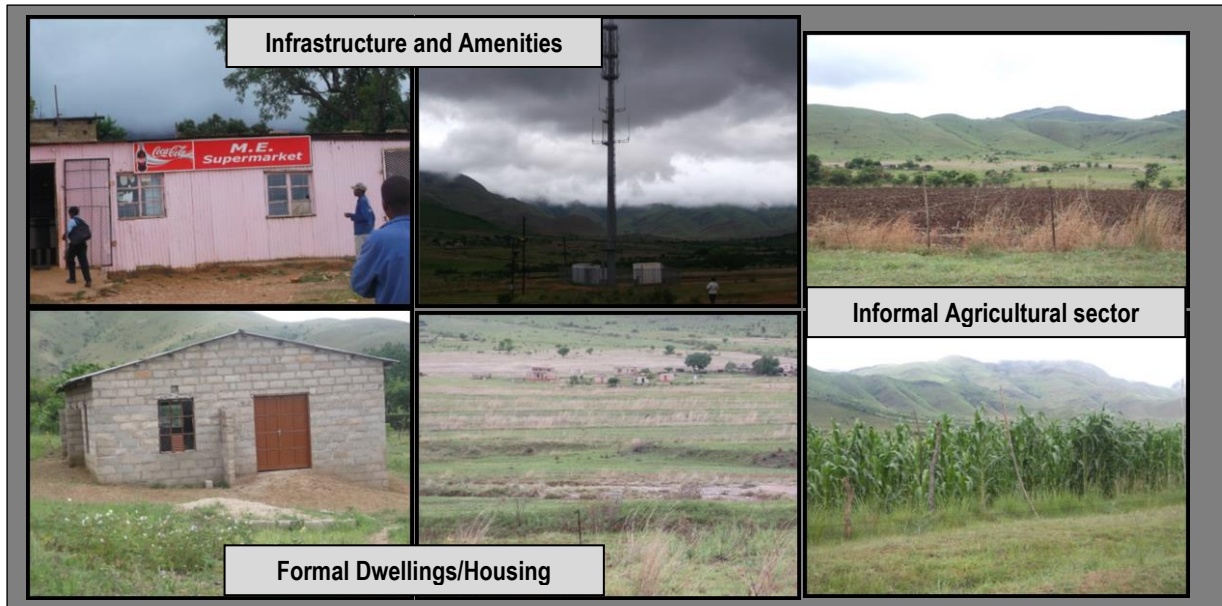 Infrastructure and Amenities
Coca-Cola
M.E.
Supermarket
Informal Agricultural sector
Formal Dwellings/Housing